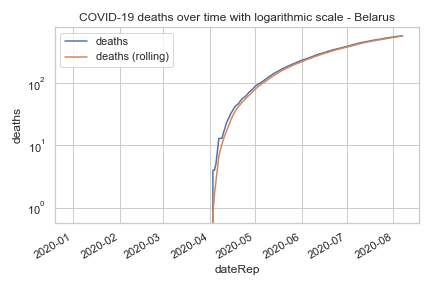 COVID-19 deaths over time with logarithmic scale - Belarus
deaths
deaths (rolling)
deaths
10²
10¹
10⁰
2020-01
2020-02
2020-03
2020-04
2020-05
2020-06
2020-07
2020-08
dateRep